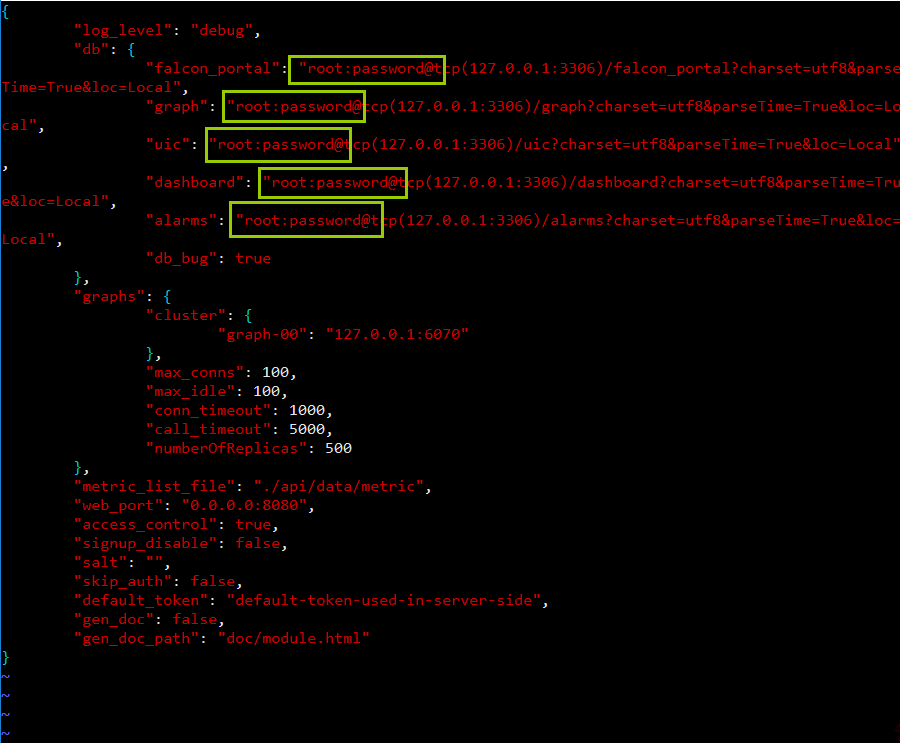 {
"log_level": "debug",
"db": {
"falcon_portal": "root:password@tcp(127.0.0.1:3306)/falcon_portal?charset=utf8&parse
Time=True&loc=Local",
"graph": "root:password@tcp(127.0.0.1:3306)/graph?charset=utf8&parseTime=True&loc=Lo
cal",
"uic": "root:password@tcp(127.0.0.1:3306)/uic?charset=utf8&parseTime=True&loc=Local"
,
"dashboard": "root:password@tcp(127.0.0.1:3306)/dashboard?charset=utf8&parseTime=Tru
e&loc=Local",
"alarms": "root:password@tcp(127.0.0.1:3306)/alarms?charset=utf8&parseTime=True&loc=
Local",
"db_bug": true
},
"graphs": {
"cluster": {
"graph-00": "127.0.0.1:6070"
},
"max_conns": 100,
"max_idle": 100,
"conn_timeout": 1000,
"call_timeout": 5000,
"numberOfReplicas": 500
},
"metric_list_file": "./api/data/metric",
"web_port": "0.0.0.0:8080",
"access_control": true,
"signup_disable": false,
"salt": "",
"skip_auth": false,
"default_token": "default-token-used-in-server-side",
"gen_doc": false,
"gen_doc_path": "doc/module.html"
}
~
~
~
~